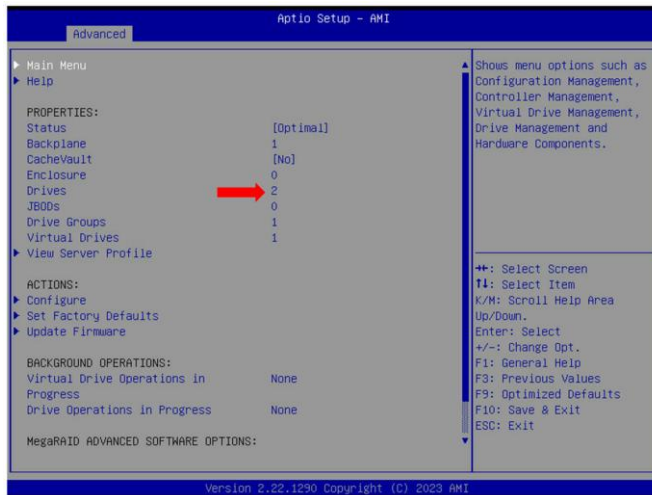 Aptio Setup - AMI
Advanced
Main Menu
Help
PROPERTIES:
Status [Optimal]
Backplane 1
CacheVault [No]
Enclosure 0
Drives 2
JBODs 0
Drive Groups 1
Virtual Drives 1
View Server Profile
ACTIONS:
Configure
Set Factory Defaults
Update Firmware
BACKGROUND OPERATIONS:
Virtual Drive Operations in None
Progress
Drive Operations in Progress None
MegaRAID ADVANCED SOFTWARE OPTIONS:
Shows menu options such as
Configuration Management,
Controller Management,
Virtual Drive Management,
Drive Management and
Hardware Components.
→←: Select Screen
↑↓: Select Item
K/M: Scroll Help Area
Up/Down.
Enter: Select
+/-: Change Opt.
F1: General Help
F3: Previous Values
F9: Optimized Defaults
F10: Save & Exit
ESC: Exit
Version 2.22.1290 Copyright (C) 2023 AMI